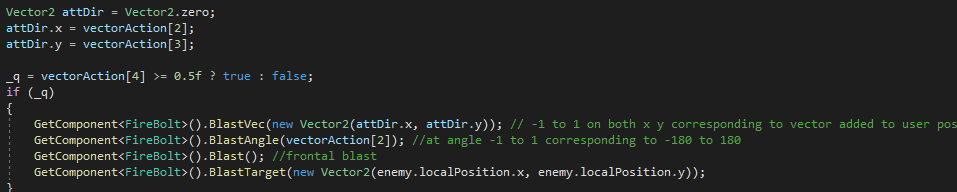 Vector2 attDir = Vector2.zero;
attDir.x = vectorAction[2];
attDir.y = vectorAction[3];
_q = vectorAction[4] >= 0.5f ? true : false;
if (_q)
{
GetComponent<FireBolt>().BlastVec(new Vector2(attDir.x, attDir.y)); // -1 to 1 on both x y corresponding to vector added to user pos
GetComponent<FireBolt>().BlastAngle(vectorAction[2]); //at angle -1 to 1 corresponding to -180 to 180
GetComponent<FireBolt>().Blast(); //frontal blast
GetComponent<FireBolt>().BlastTarget(new Vector2(enemy.localPosition.x, enemy.localPosition.y));
}